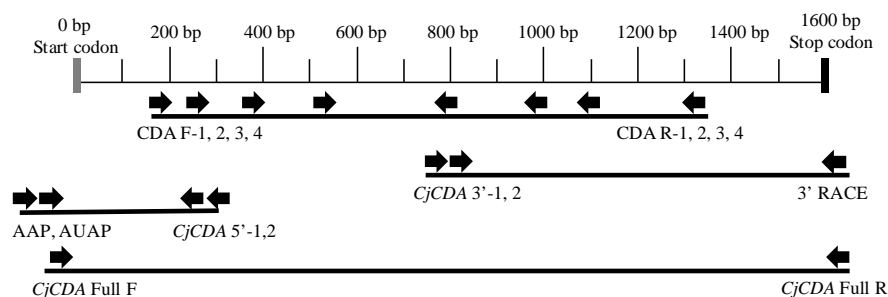 0 bp
Start codon
200 bp
400 bp
600 bp
800 bp
1000 bp
1200 bp
1400 bp
1600 bp
Stop codon
CDA F-1, 2, 3, 4
CDA R-1, 2, 3, 4
CjCDA 3’-1, 2
3’ RACE
AAP, AUAP
CjCDA 5’-1,2
CjCDA Full F
CjCDA Full R